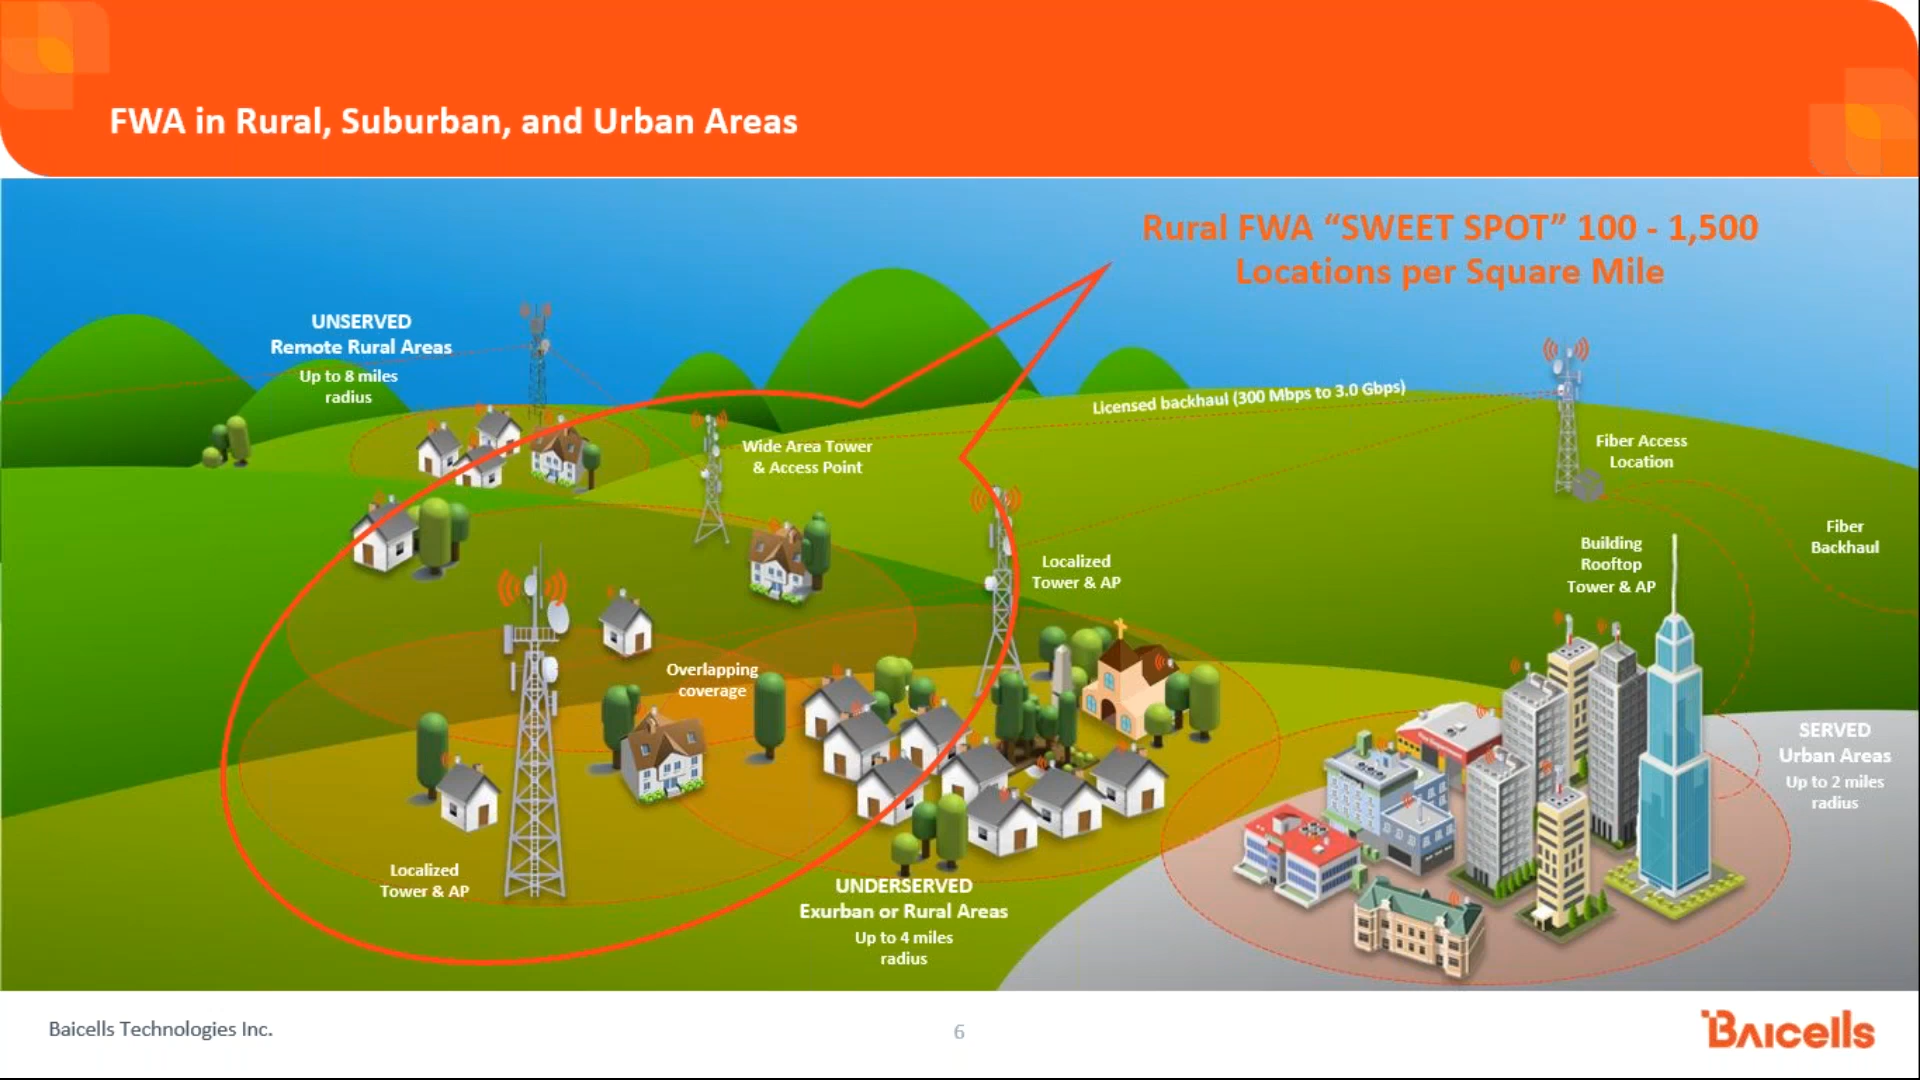 FWA in Rural, Suburban, and Urban Areas
Rural FWA “SWEET SPOT” 100 - 1,500
Locations per Square Mile
UNSERVED
Remote Rural Areas
Up to 8 miles
radius
Wide Area Tower
& Access Point
Licensed backhaul (300 Mbps to 3.0 Gbps)
Fiber Access
Location
Fiber
Backhaul
Building
Rooftop
Tower & AP
Localized
Tower & AP
Overlapping
coverage
SERVED
Urban Areas
Up to 2 miles
radius
Localized
Tower & AP
UNDERSERVED
Exurban or Rural Areas
Up to 4 miles
radius
Baicells Technologies Inc.
6
Baicells